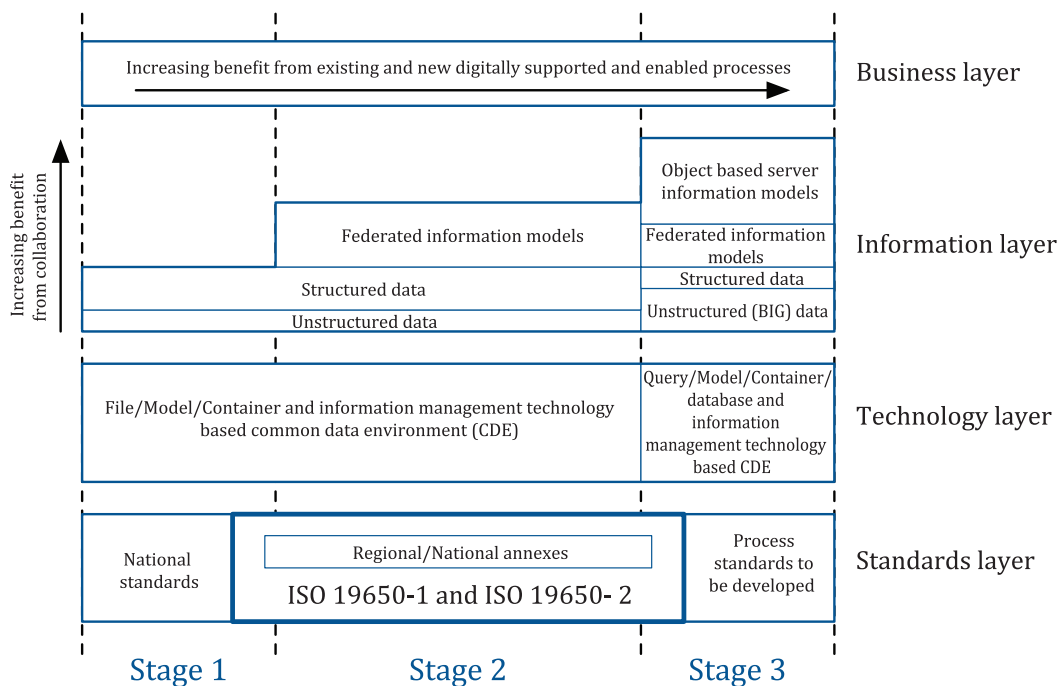 Increasing benefit from existing and new digitally supported and enabled processes
Business layer
Increasing benefit
from collaboration
Object based server
information models
Federated information models
Federated information
models
Information layer
Structured data
Structured data
Unstructured data
Unstructured (BIG) data
File/Model/Container and information management technology
based common data environment (CDE)
Query/Model/Container/
database and
information
management technology
based CDE
Technology layer
National
standards
Regional/National annexes
ISO 19650-1 and ISO 19650- 2
Process
standards to
be developed
Standards layer
Stage 1
Stage 2
Stage 3